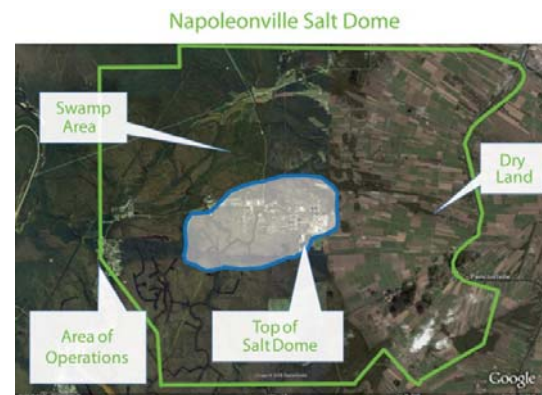 Napoleonville Salt Dome
Swamp
Area
Dry
Land
Area of
Operations
Top of
Salt Dome
Google